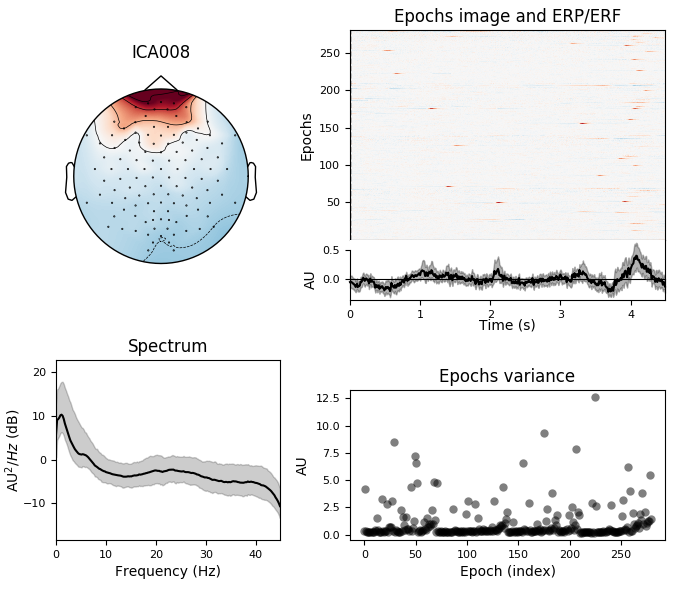 ICA008
Epochs image and ERP/ERF
Epochs
250
200
150
100
50
AU
0.5
0.0
0 1 2 3 4
Time (s)
Spectrum
AU²/Hz (dB)
20
10
0
−10
0 10 20 30 40
Frequency (Hz)
Epochs variance
AU
12.5
10.0
7.5
5.0
2.5
0.0
0 50 100 150 200 250
Epoch (index)